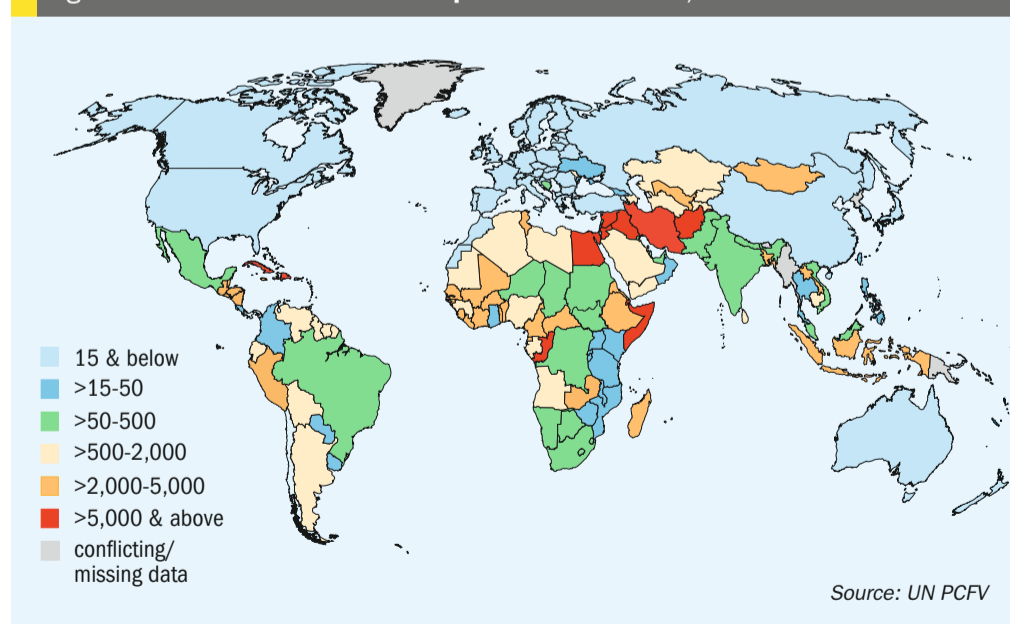 15 & below
>15-50
>50-500
>500-2,000
>2,000-5,000
>5,000 & above
conflicting/
missing data
Source: UN PCFV